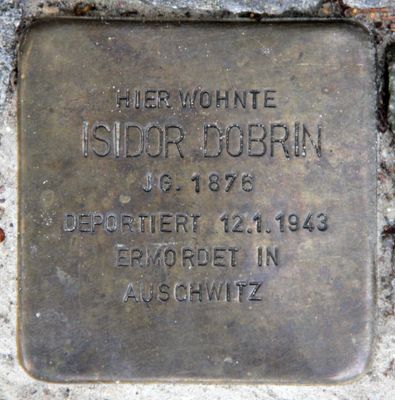 HIER WOHNTE
ISIDOR DOBRIN
JG. 1876
DEPORTIERT 12.1.1943
ERMORDET IN
AUSCHWITZ